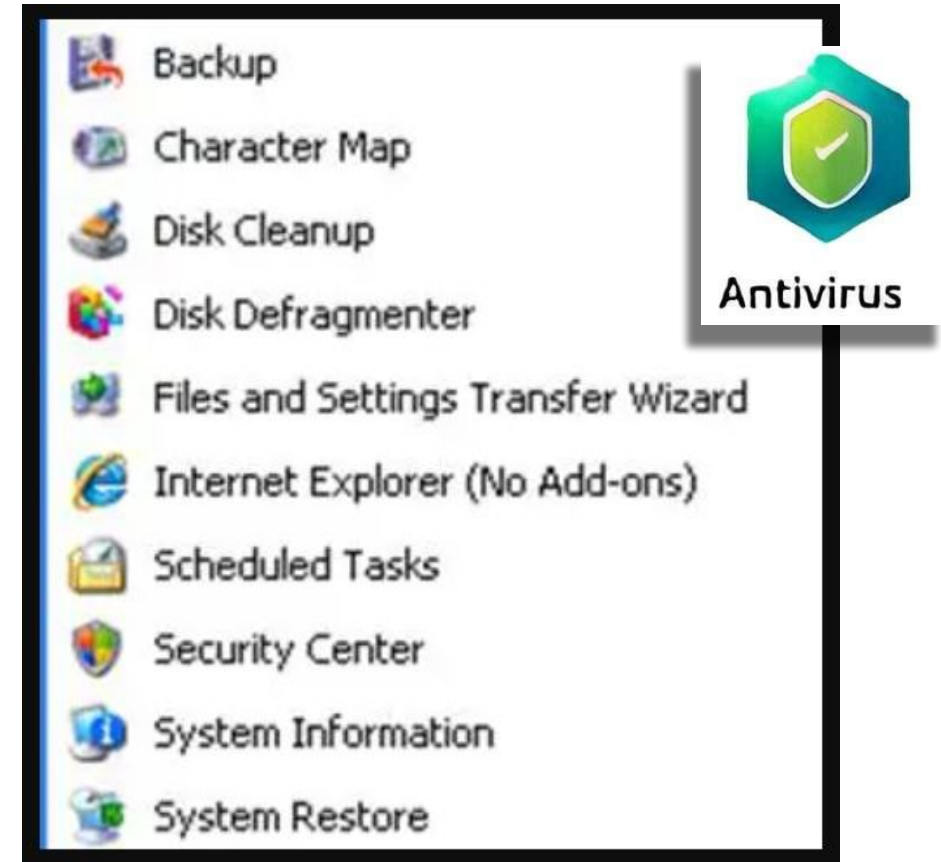 Backup
Character Map
Disk Cleanup
Disk Defragmenter
Files and Settings Transfer Wizard
Internet Explorer (No Add-ons)
Scheduled Tasks
Security Center
System Information
System Restore
Antivirus